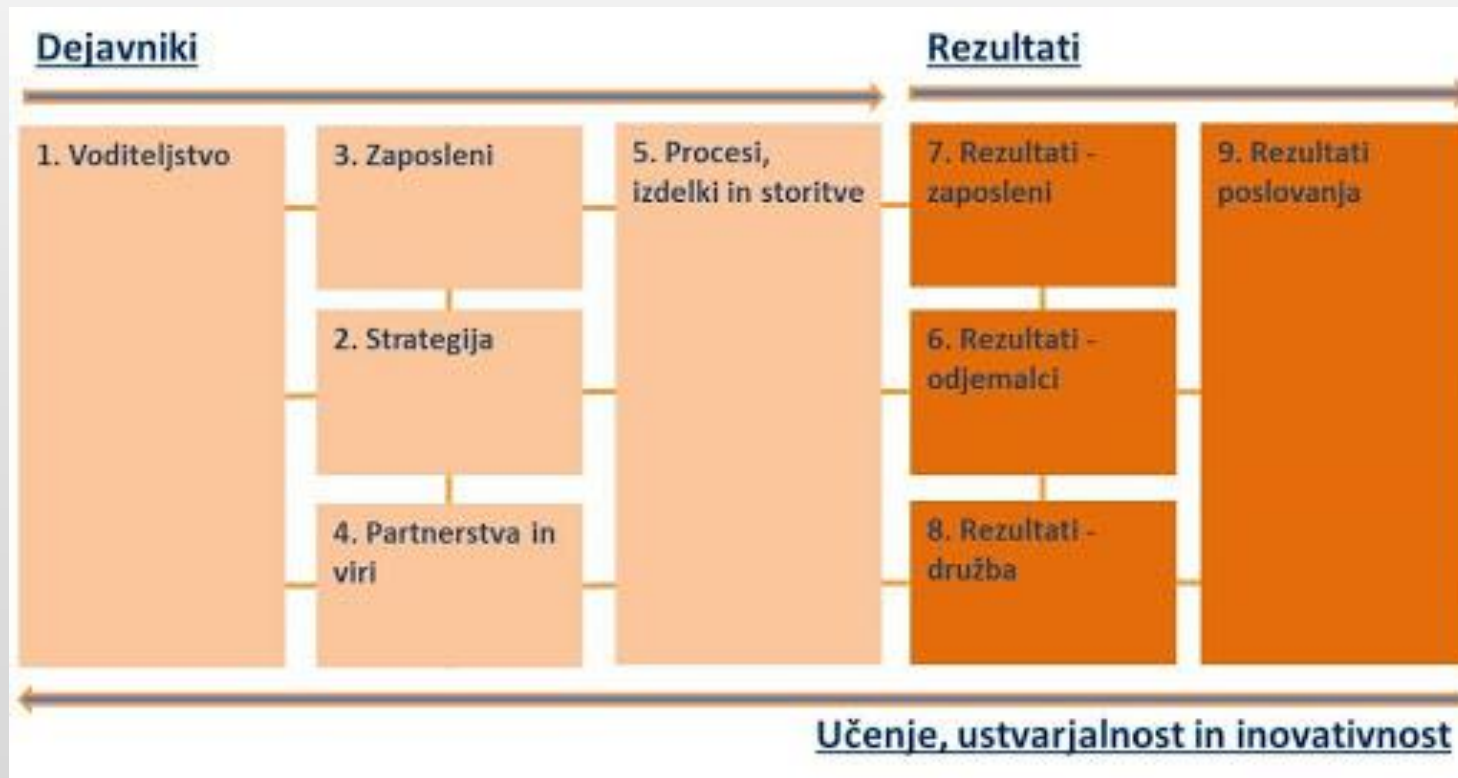 Dejavniki
Rezultati
1. Voditeljstvo
3. Zaposleni
2. Strategija
4. Partnerstva in
viri
5. Procesi,
izdelki in storitve
7. Rezultati -
zaposleni
6. Rezultati -
odjemalci
8. Rezultati -
družba
9. Rezultati
poslovanja
Učenje, ustvarjalnost in inovativnost